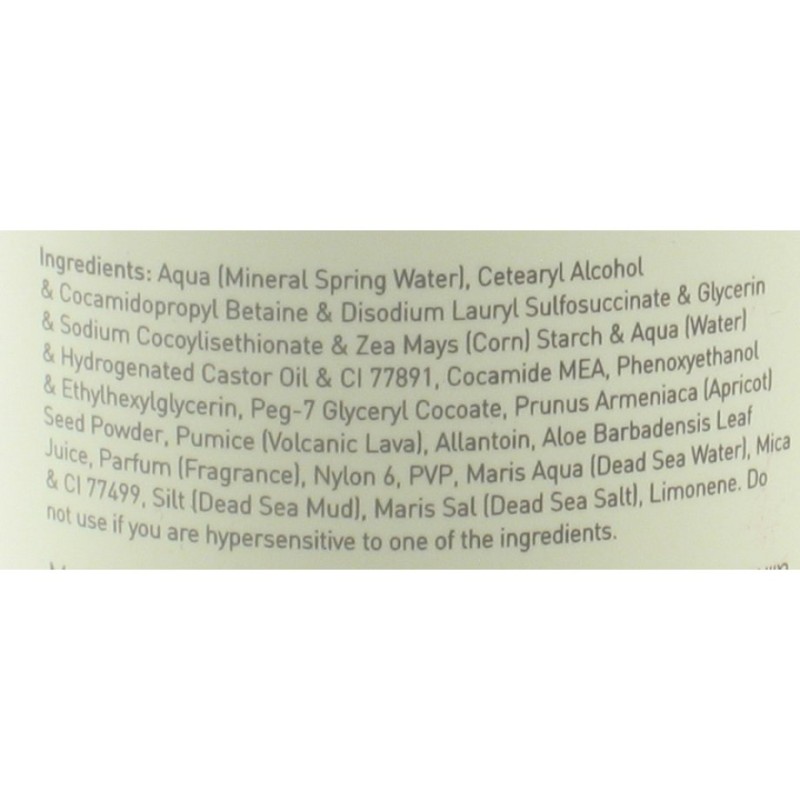 Ingredients: Aqua (Mineral Spring Water), Cetearyl Alcohol
& Cocamidopropyl Betaine & Disodium Lauryl Sulfosuccinate & Glycerin
& Sodium Cocoylisethionate & Zea Mays (Corn) Starch & Aqua (Water)
& Hydrogenated Castor Oil & CI 77891, Cocamide MEA, Phenoxyethanol
& Ethylhexylglycerin, Peg-7 Glyceryl Cocoate, Prunus Armeniaca (Apricot)
Seed Powder, Pumice (Volcanic Lava), Allantoin, Aloe Barbadensis Leaf
Juice, Parfum (Fragrance), Nylon 6, PVP, Maris Aqua (Dead Sea Water), Mica
& CI 77499, Silt (Dead Sea Mud), Maris Sal (Dead Sea Salt), Limonene. Do
not use if you are hypersensitive to one of the ingredients.